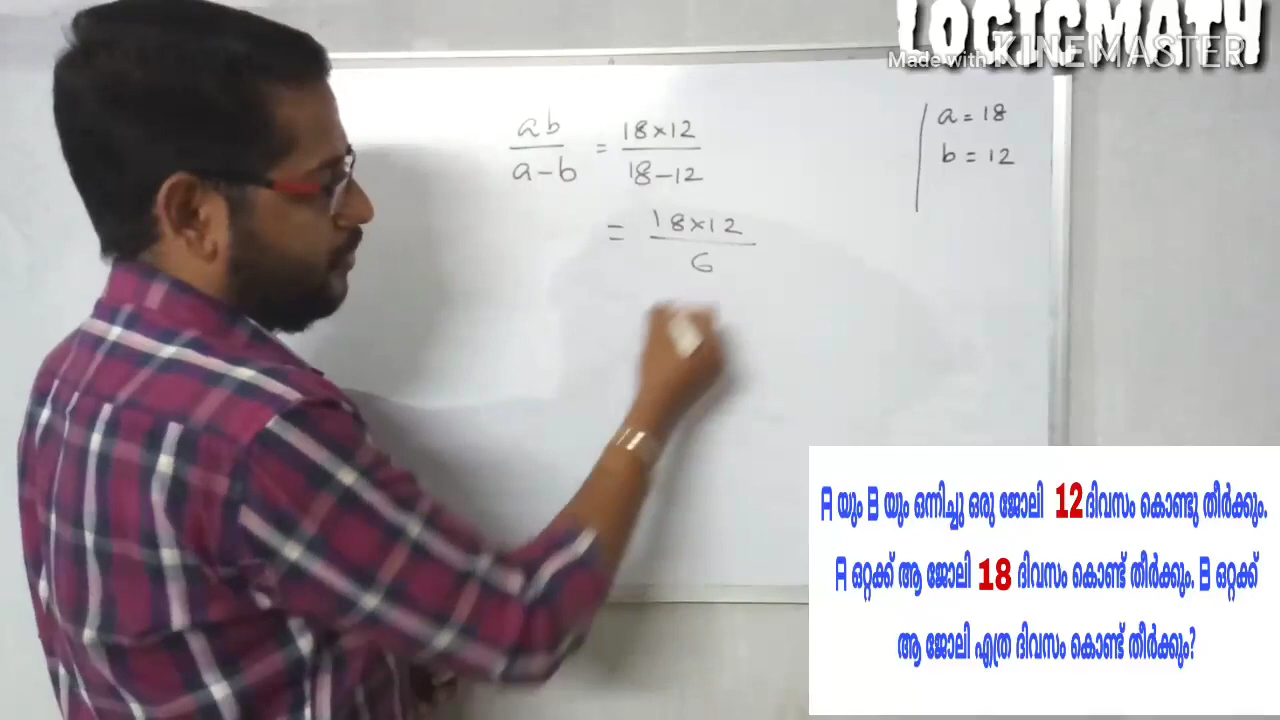 LOGICMATH
Made with KINEMASTER
ab/a-b = 18×12/18-12
= 18×12/6
a = 18
b = 12
A യും B യും ഒന്നിച്ചു ഒരു ജോലി 12 ദിവസം കൊണ്ടു തീർക്കും.
A ഒറ്റക്ക് ആ ജോലി 18 ദിവസം കൊണ്ട് തീർക്കും. B ഒറ്റക്ക്
ആ ജോലി എത്ര ദിവസം കൊണ്ട് തീർക്കും?